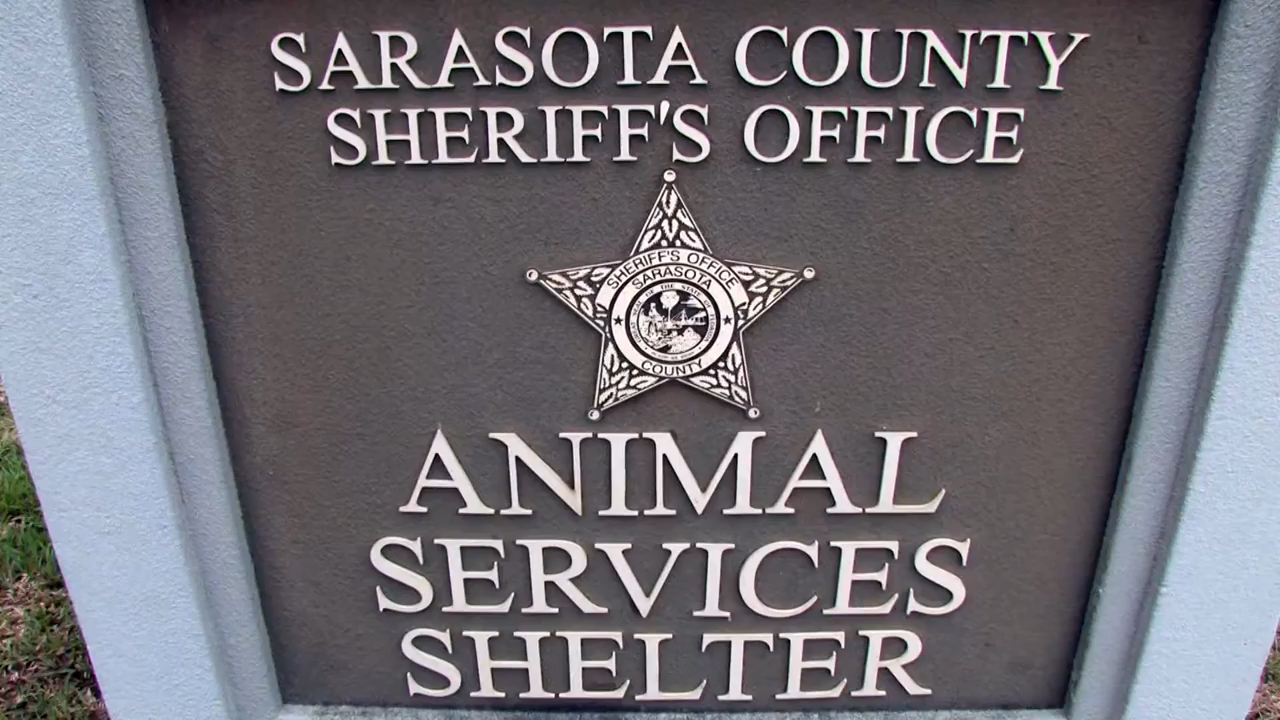 SARASOTA COUNTY
SHERIFF'S OFFICE
SHERIFF'S OFFICE
SARASOTA
COUNTY
ANIMAL
SERVICES
SHELTER